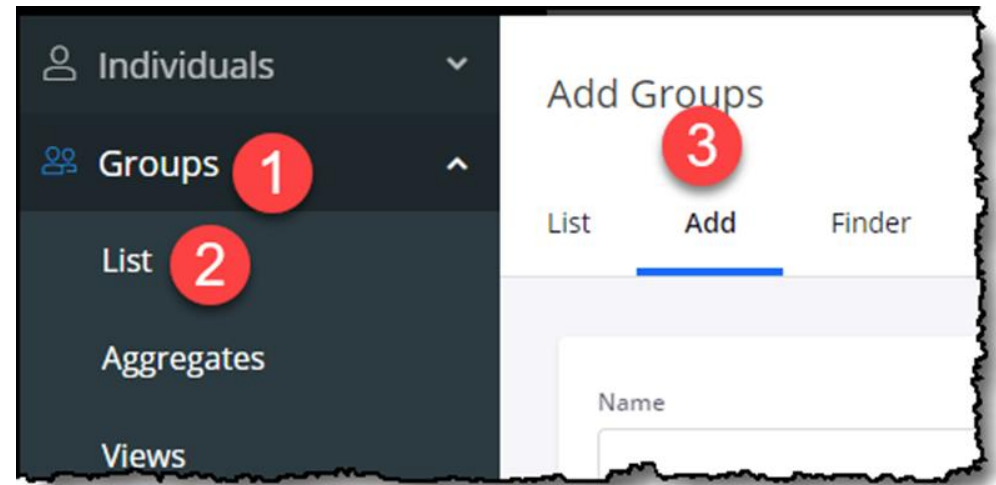 Individuals
Groups 1
List 2
Aggregates
Views
Add Groups
3
List Add Finder
Name